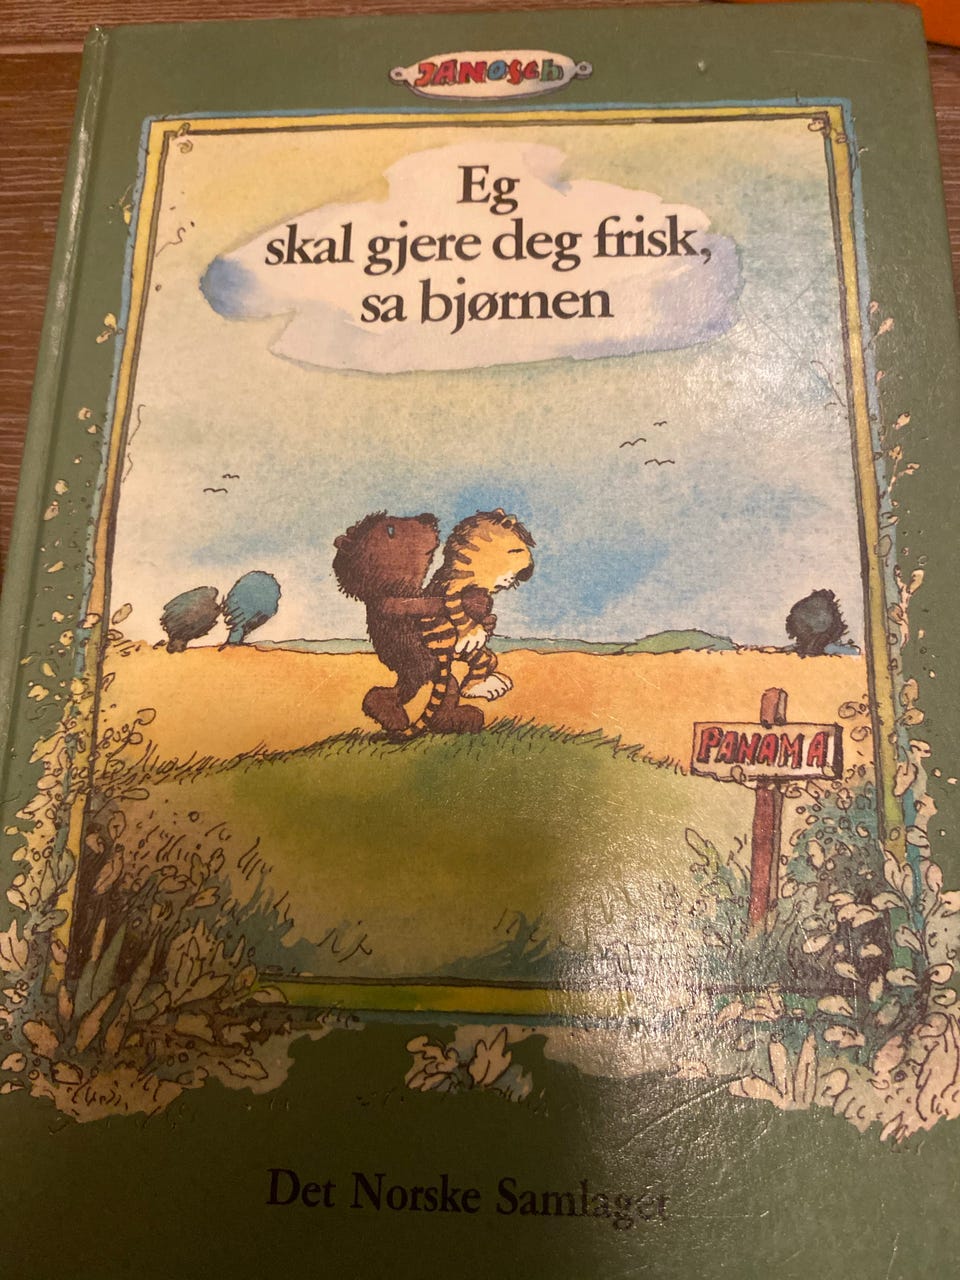 JANOSCH
Eg
skal gjere deg frisk,
sa bjørnen
PANAMA
Det Norske Samlaget